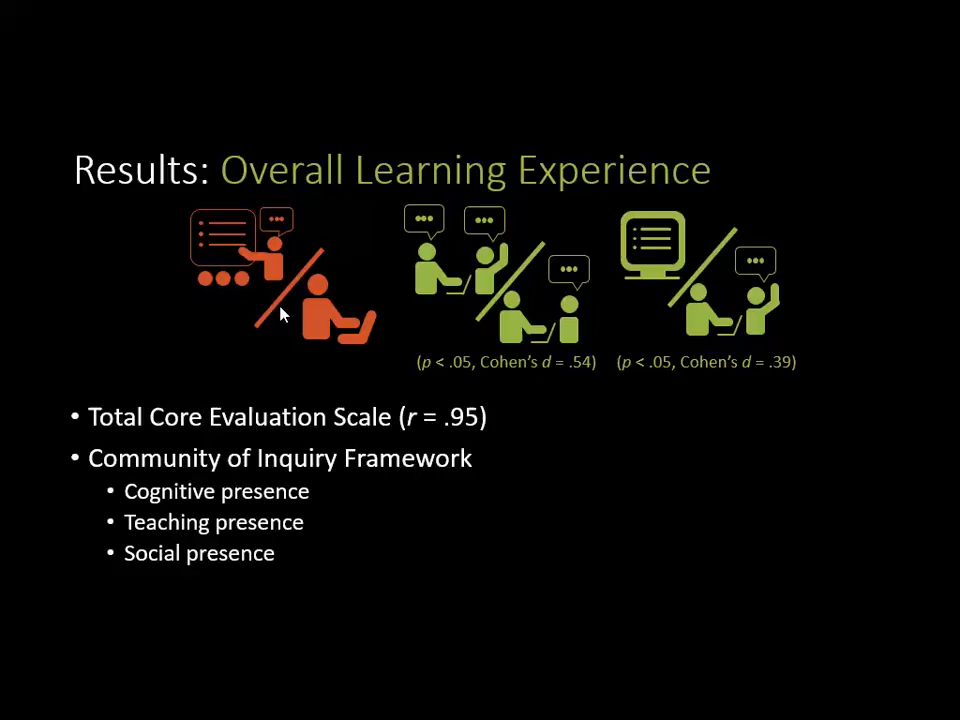 Results: Overall Learning Experience
(p < .05, Cohen's d = .54) (p < .05, Cohen's d = .39)
• Total Core Evaluation Scale (r = .95)
• Community of Inquiry Framework
• Cognitive presence
• Teaching presence
• Social presence